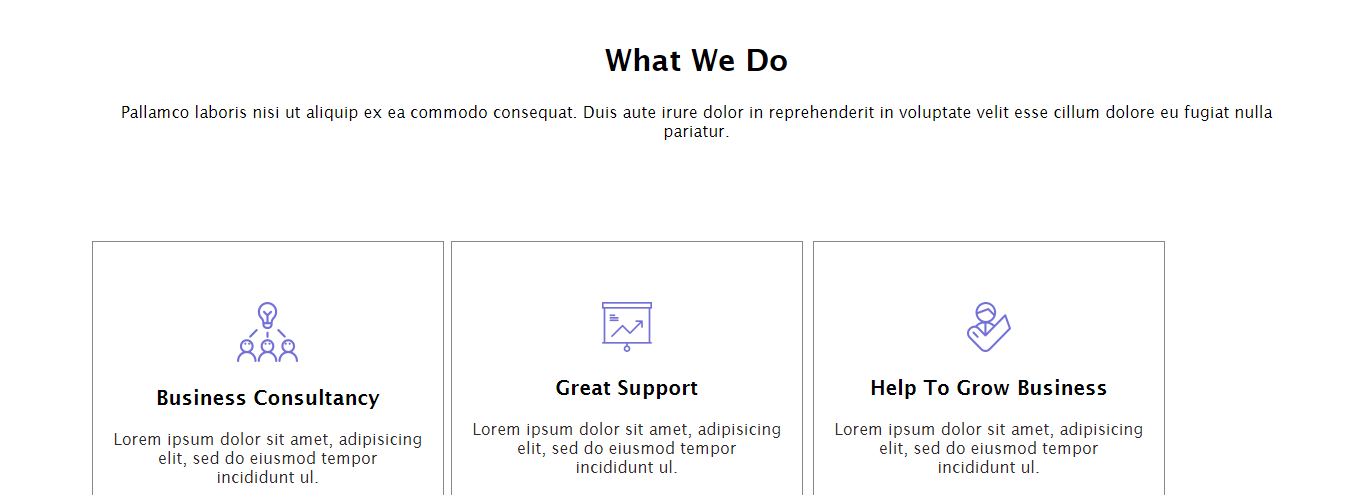 What We Do
Pallamco laboris nisi ut aliquip ex ea commodo consequat. Duis aute irure dolor in reprehenderit in voluptate velit esse cillum dolore eu fugiat nulla
pariatur.
Business Consultancy
Lorem ipsum dolor sit amet, adipisicing
elit, sed do eiusmod tempor
incididunt ul.
Great Support
Lorem ipsum dolor sit amet, adipisicing
elit, sed do eiusmod tempor
incididunt ul.
Help To Grow Business
Lorem ipsum dolor sit amet, adipisicing
elit, sed do eiusmod tempor
incididunt ul.